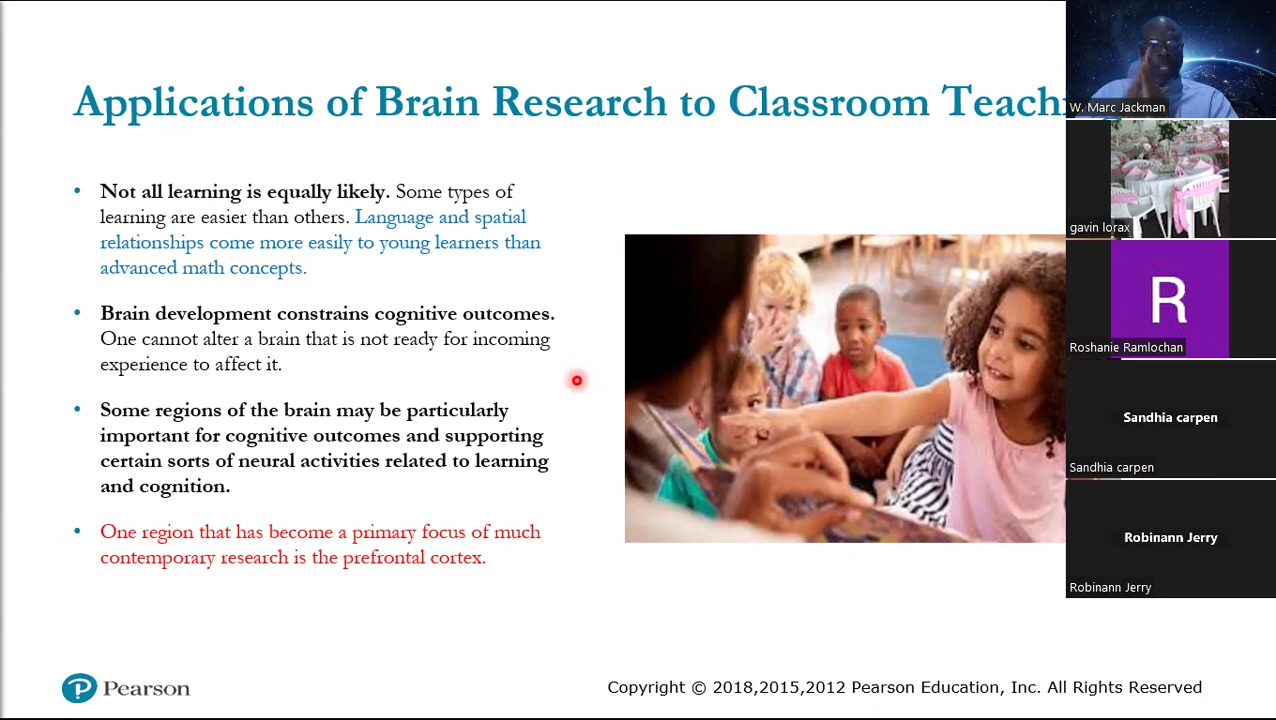 Applications of Brain Research to Classroom Teachi
• Not all learning is equally likely. Some types of
learning are easier than others. Language and spatial
relationships come more easily to young learners than
advanced math concepts.
• Brain development constrains cognitive outcomes.
One cannot alter a brain that is not ready for incoming
experience to affect it.
• Some regions of the brain may be particularly
important for cognitive outcomes and supporting
certain sorts of neural activities related to learning
and cognition.
• One region that has become a primary focus of much
contemporary research is the prefrontal cortex.
P Pearson
Copyright © 2018,2015,2012 Pearson Education, Inc. All Rights Reserved
W. Marc Jackman
gavin lorax
R
Roshanie Ramlochan
Sandhia carpen
Sandhia carpen
Robinann Jerry
Robinann Jerry